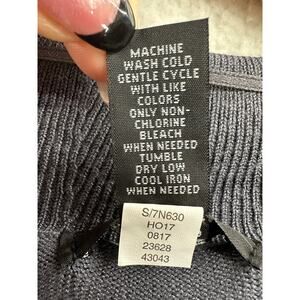 MACHINE
WASH COLD
GENTLE CYCLE
WITH LIKE
COLORS
ONLY NON-
CHLORINE
BLEACH
WHEN NEEDED
TUMBLE
DRY LOW
COOL IRON
WHEN NEEDED
S/7N630
HO17
0817
23628
43043